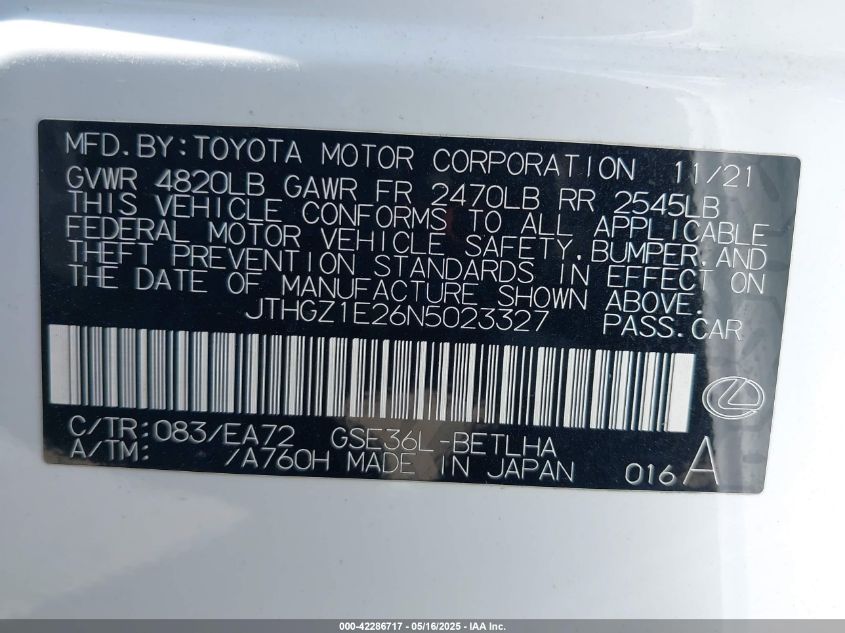 MFD.BY:TOYOTA MOTOR CORPORATION 11/21
GVWR 4820LB GAWR FR 2470LB RR 2545LB
THIS VEHICLE CONFORMS TO ALL APPLICABLE
FEDERAL MOTOR VEHICLE SAFETY,BUMPER,AND
THEFT PREVENTION STANDARDS IN EFFECT ON
THE DATE OF MANUFACTURE SHOWN ABOVE.
JTHGZ1E26N5023327 PASS.CAR
C/TR:083/EA72 GSE36L-BETLHA
A/TM: /A760H MADE IN JAPAN 016 A
000-42286717 - 05/16/2025 - IAA Inc.